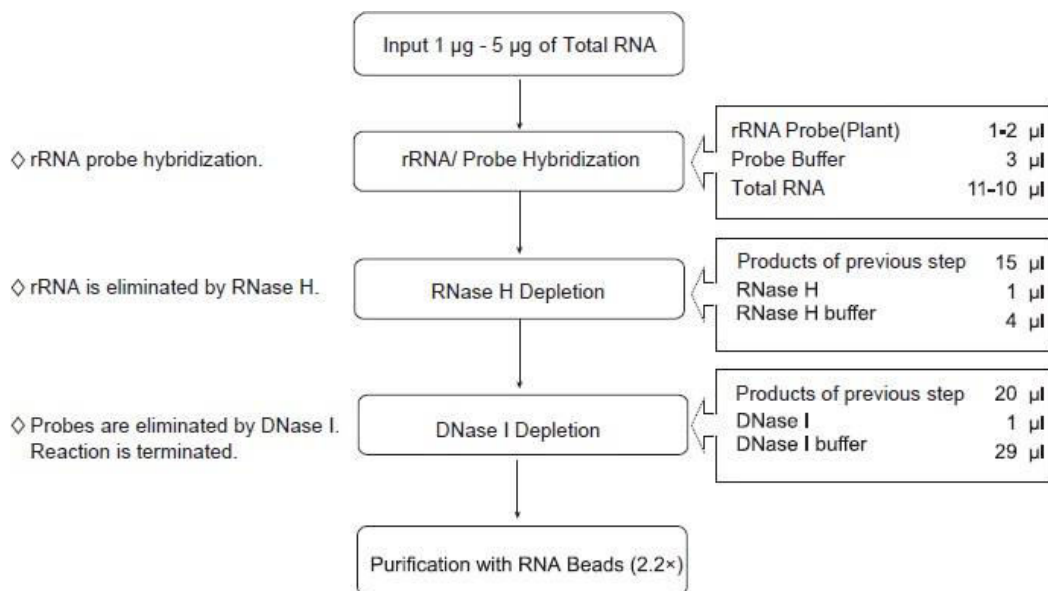 Input 1 µg - 5 µg of Total RNA
◇ rRNA probe hybridization.
rRNA/ Probe Hybridization
rRNA Probe(Plant) 1-2 µl
Probe Buffer 3 µl
Total RNA 11-10 µl
◇ rRNA is eliminated by RNase H.
RNase H Depletion
Products of previous step 15 µl
RNase H 1 µl
RNase H buffer 4 µl
◇ Probes are eliminated by DNase I.
Reaction is terminated.
DNase I Depletion
Products of previous step 20 µl
DNase I 1 µl
DNase I buffer 29 µl
Purification with RNA Beads (2.2×)